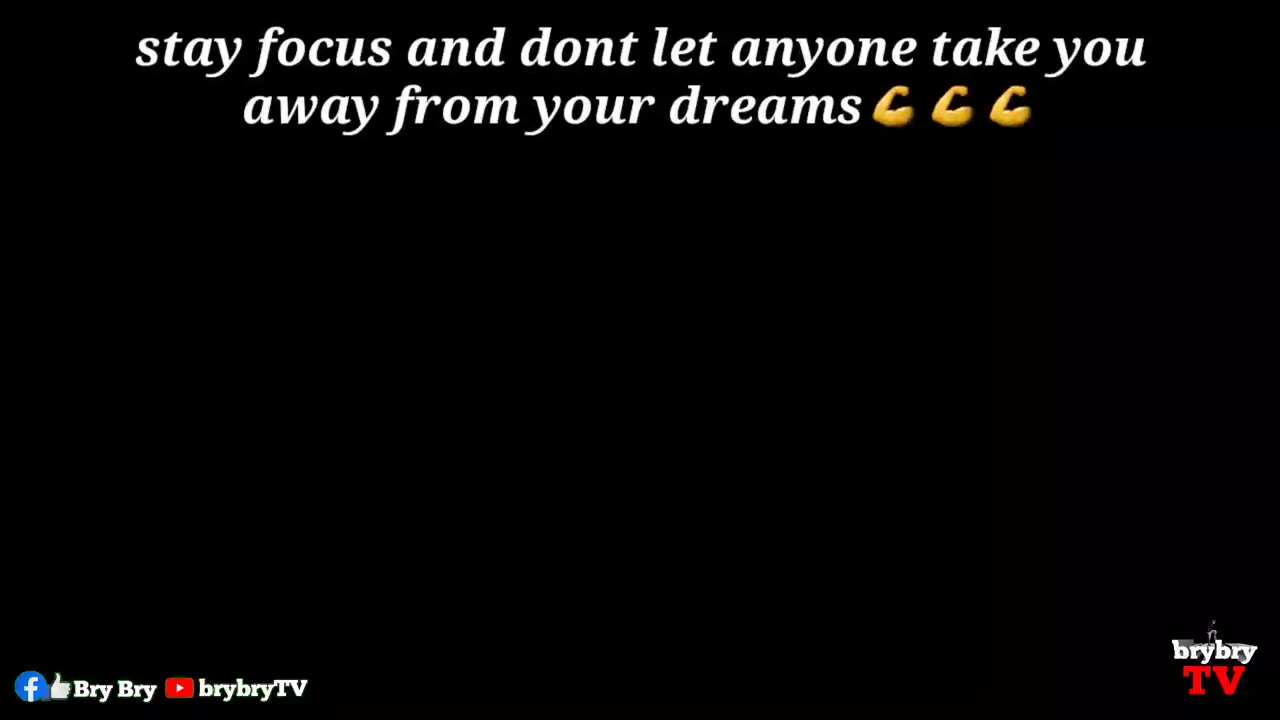 stay focus and dont let anyone take you
away from your dreams💪💪💪
Bry Bry brybryTV
brybry
TV